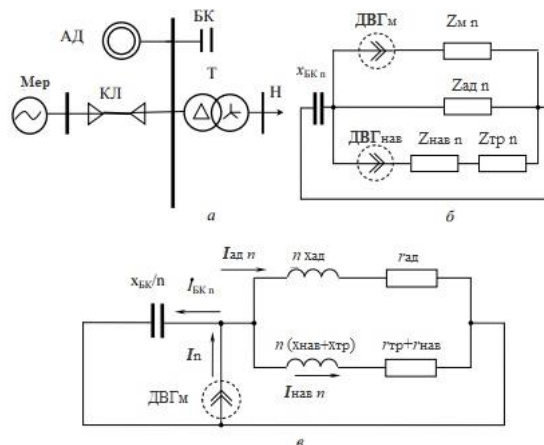 АД
БК
Т
Мер
КЛ
Н
а
ДВГм
Zм n
xБК n
Zад n
ДВГнав
Zнав n
Zтр n
б
Iад n
n xад
rад
xБК/n
İБК n
n (xнав+xтр)
rтр+rнав
In
Iнав n
ДВГм
в